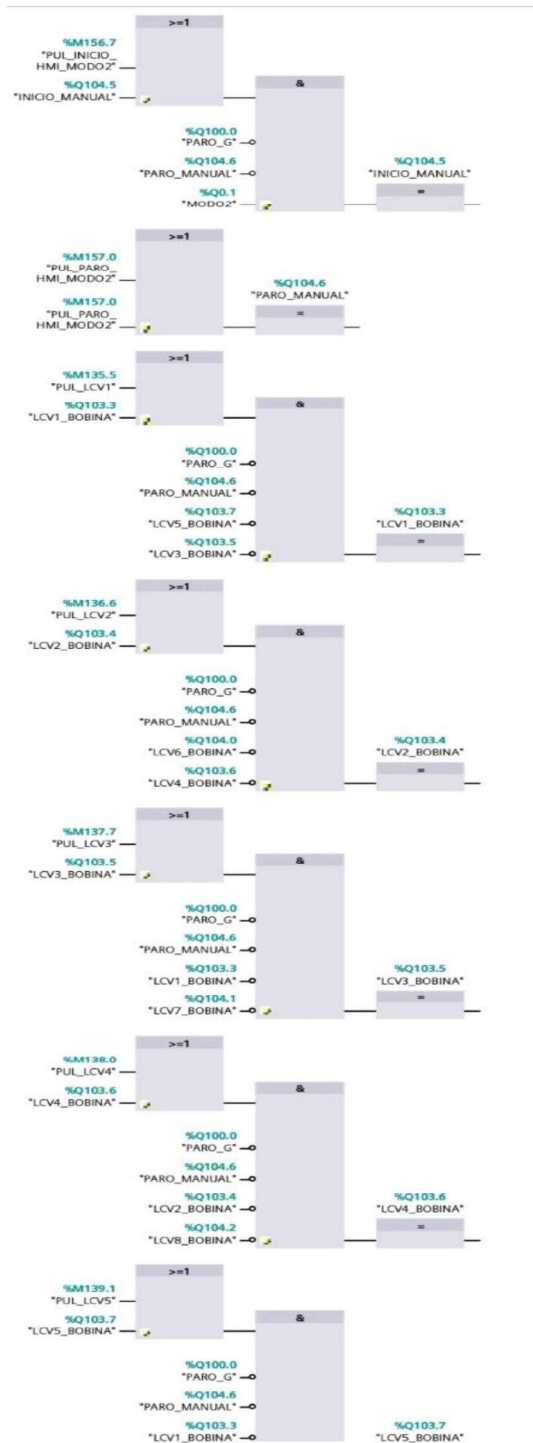 >=1
%M156.7
"PUL_INICIO_
HMI_MODO2"
%Q104.5
"INICIO_MANUAL"
&
%Q100.0
"PARO_G"
%Q104.6
"PARO_MANUAL"
%Q0.1
"MODO2"
%Q104.5
"INICIO_MANUAL"
=
>=1
%M157.0
"PUL_PARO_
HMI_MODO2"
%M157.0
"PUL_PARO_
HMI_MODO2"
%Q104.6
"PARO_MANUAL"
=
>=1
%M135.5
"PUL_LCV1"
%Q103.3
"LCV1_BOBINA"
&
%Q100.0
"PARO_G"
%Q104.6
"PARO_MANUAL"
%Q103.7
"LCV5_BOBINA"
%Q103.5
"LCV3_BOBINA"
%Q103.3
"LCV1_BOBINA"
=
>=1
%M136.6
"PUL_LCV2"
%Q103.4
"LCV2_BOBINA"
&
%Q100.0
"PARO_G"
%Q104.6
"PARO_MANUAL"
%Q104.0
"LCV6_BOBINA"
%Q103.6
"LCV4_BOBINA"
%Q103.4
"LCV2_BOBINA"
=
>=1
%M137.7
"PUL_LCV3"
%Q103.5
"LCV3_BOBINA"
&
%Q100.0
"PARO_G"
%Q104.6
"PARO_MANUAL"
%Q103.3
"LCV1_BOBINA"
%Q104.1
"LCV7_BOBINA"
%Q103.5
"LCV3_BOBINA"
=
>=1
%M138.0
"PUL_LCV4"
%Q103.6
"LCV4_BOBINA"
&
%Q100.0
"PARO_G"
%Q104.6
"PARO_MANUAL"
%Q103.4
"LCV2_BOBINA"
%Q104.2
"LCV8_BOBINA"
%Q103.6
"LCV4_BOBINA"
=
>=1
%M139.1
"PUL_LCV5"
%Q103.7
"LCV5_BOBINA"
&
%Q100.0
"PARO_G"
%Q104.6
"PARO_MANUAL"
%Q103.3
"LCV1_BOBINA"
%Q103.7
"LCV5_BOBINA"